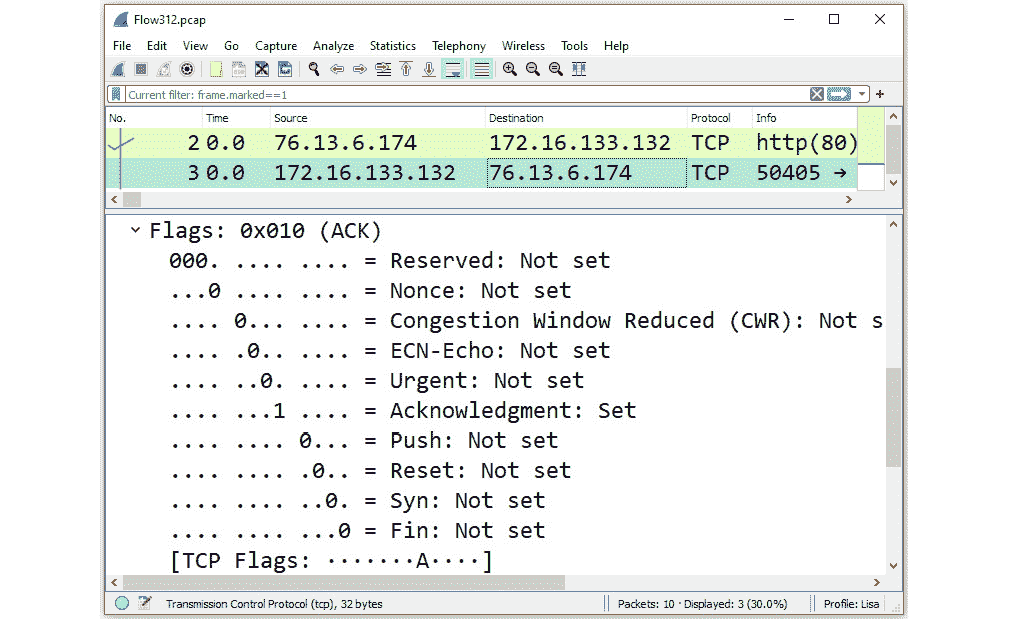 Flow312.pcap
File Edit View Go Capture Analyze Statistics Telephony Wireless Tools Help
Current filter: frame.marked==1
No. Time Source Destination Protocol Info
2 0.0 76.13.6.174 172.16.133.132 TCP http(80)
3 0.0 172.16.133.132 76.13.6.174 TCP 50405 →
Flags: 0x010 (ACK)
000. .... .... = Reserved: Not set
...0 .... .... = Nonce: Not set
.... 0... .... = Congestion Window Reduced (CWR): Not s
.... .0.. .... = ECN-Echo: Not set
.... ..0. .... = Urgent: Not set
.... ...1 .... = Acknowledgment: Set
.... .... 0... = Push: Not set
.... .... .0.. = Reset: Not set
.... .... ..0. = Syn: Not set
.... .... ...0 = Fin: Not set
[TCP Flags: ·······A····]
Transmission Control Protocol (tcp), 32 bytes Packets: 10 · Displayed: 3 (30.0%) Profile: Lisa